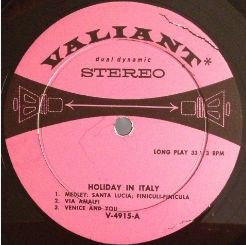 VALIANT*
dual dynamic
STEREO
LONG PLAY 33 1/3 RPM
HOLIDAY IN ITALY
1. MEDLEY: SANTA LUCIA; FINICULI-FINICULA
2. VIA AMALFI
3. VENICE AND YOU
V-4915-A